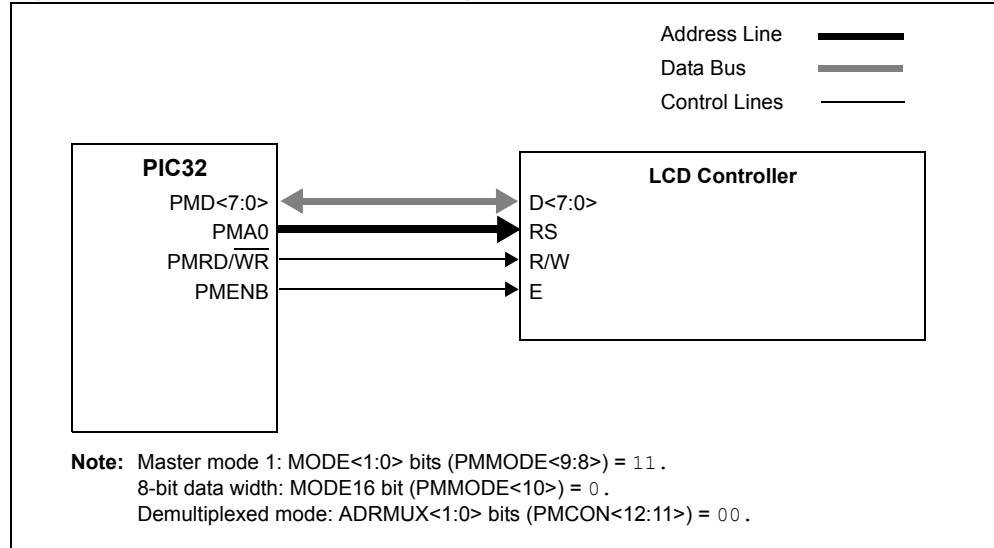 Address Line
Data Bus
Control Lines
PIC32
PMD<7:0>
PMA0
PMRD/W̅R̅
PMENB
LCD Controller
D<7:0>
RS
R/W
E
Note: Master mode 1: MODE<1:0> bits (PMMODE<9:8>) = 11.
8-bit data width: MODE16 bit (PMMODE<10>) = 0.
Demultiplexed mode: ADRMUX<1:0> bits (PMCON<12:11>) = 00.